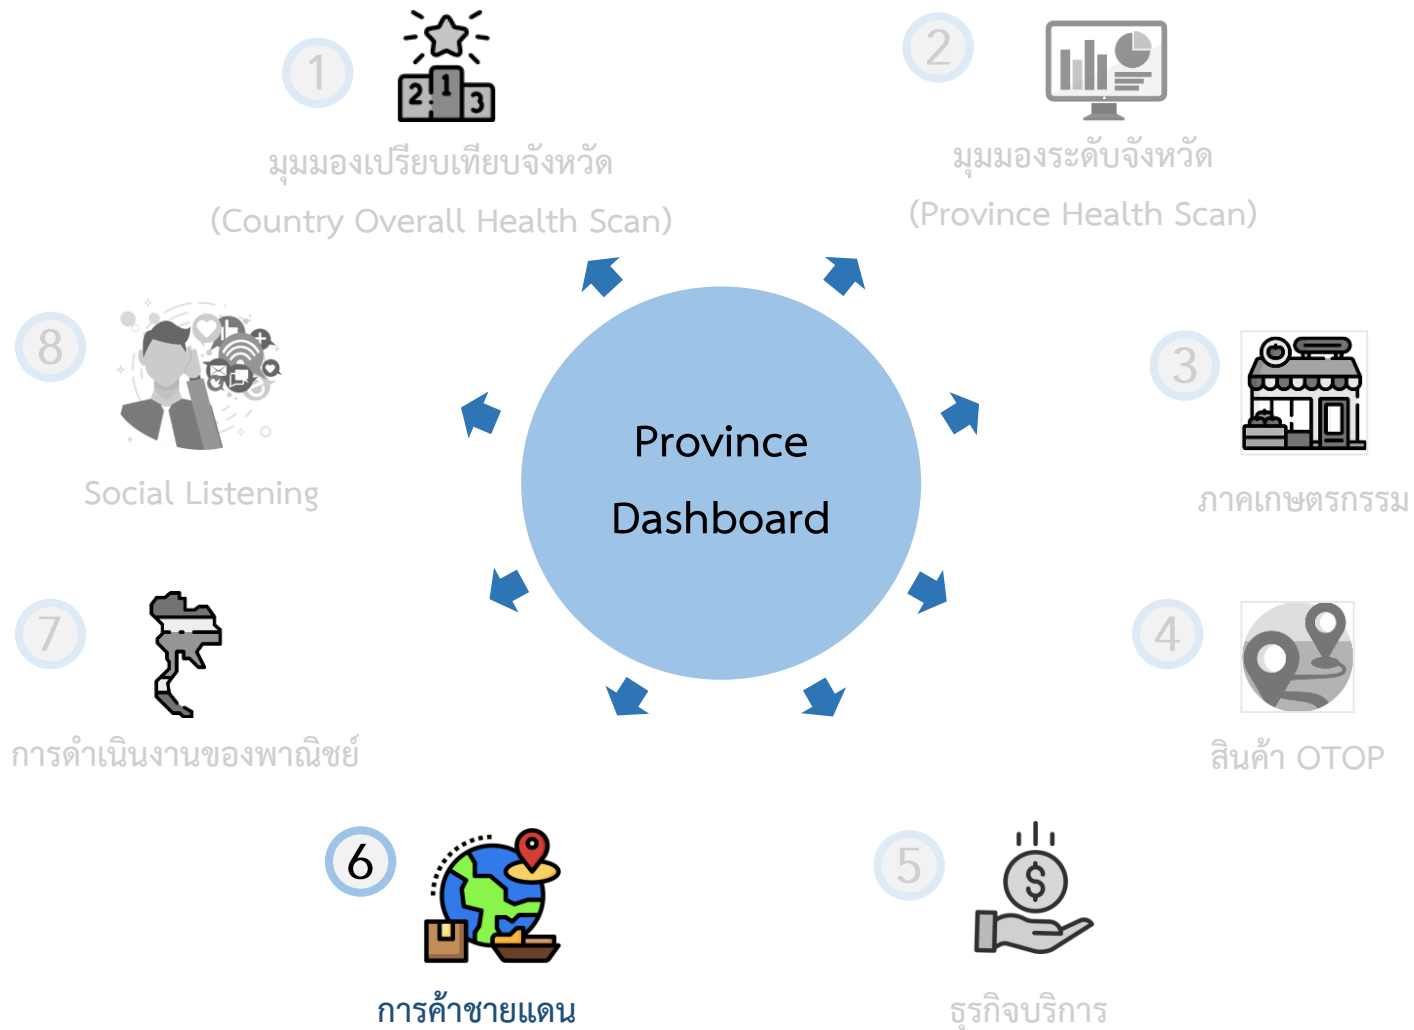 1
2 1 3
มุมมองเปรียบเทียบจังหวัด
(Country Overall Health Scan)
2
มุมมองระดับจังหวัด
(Province Health Scan)
3
ภาคเกษตรกรรม
4
สินค้า OTOP
5
$
ธุรกิจบริการ
6
การค้าชายแดน
7
การดำเนินงานของพาณิชย์
8
Social Listening
Province
Dashboard